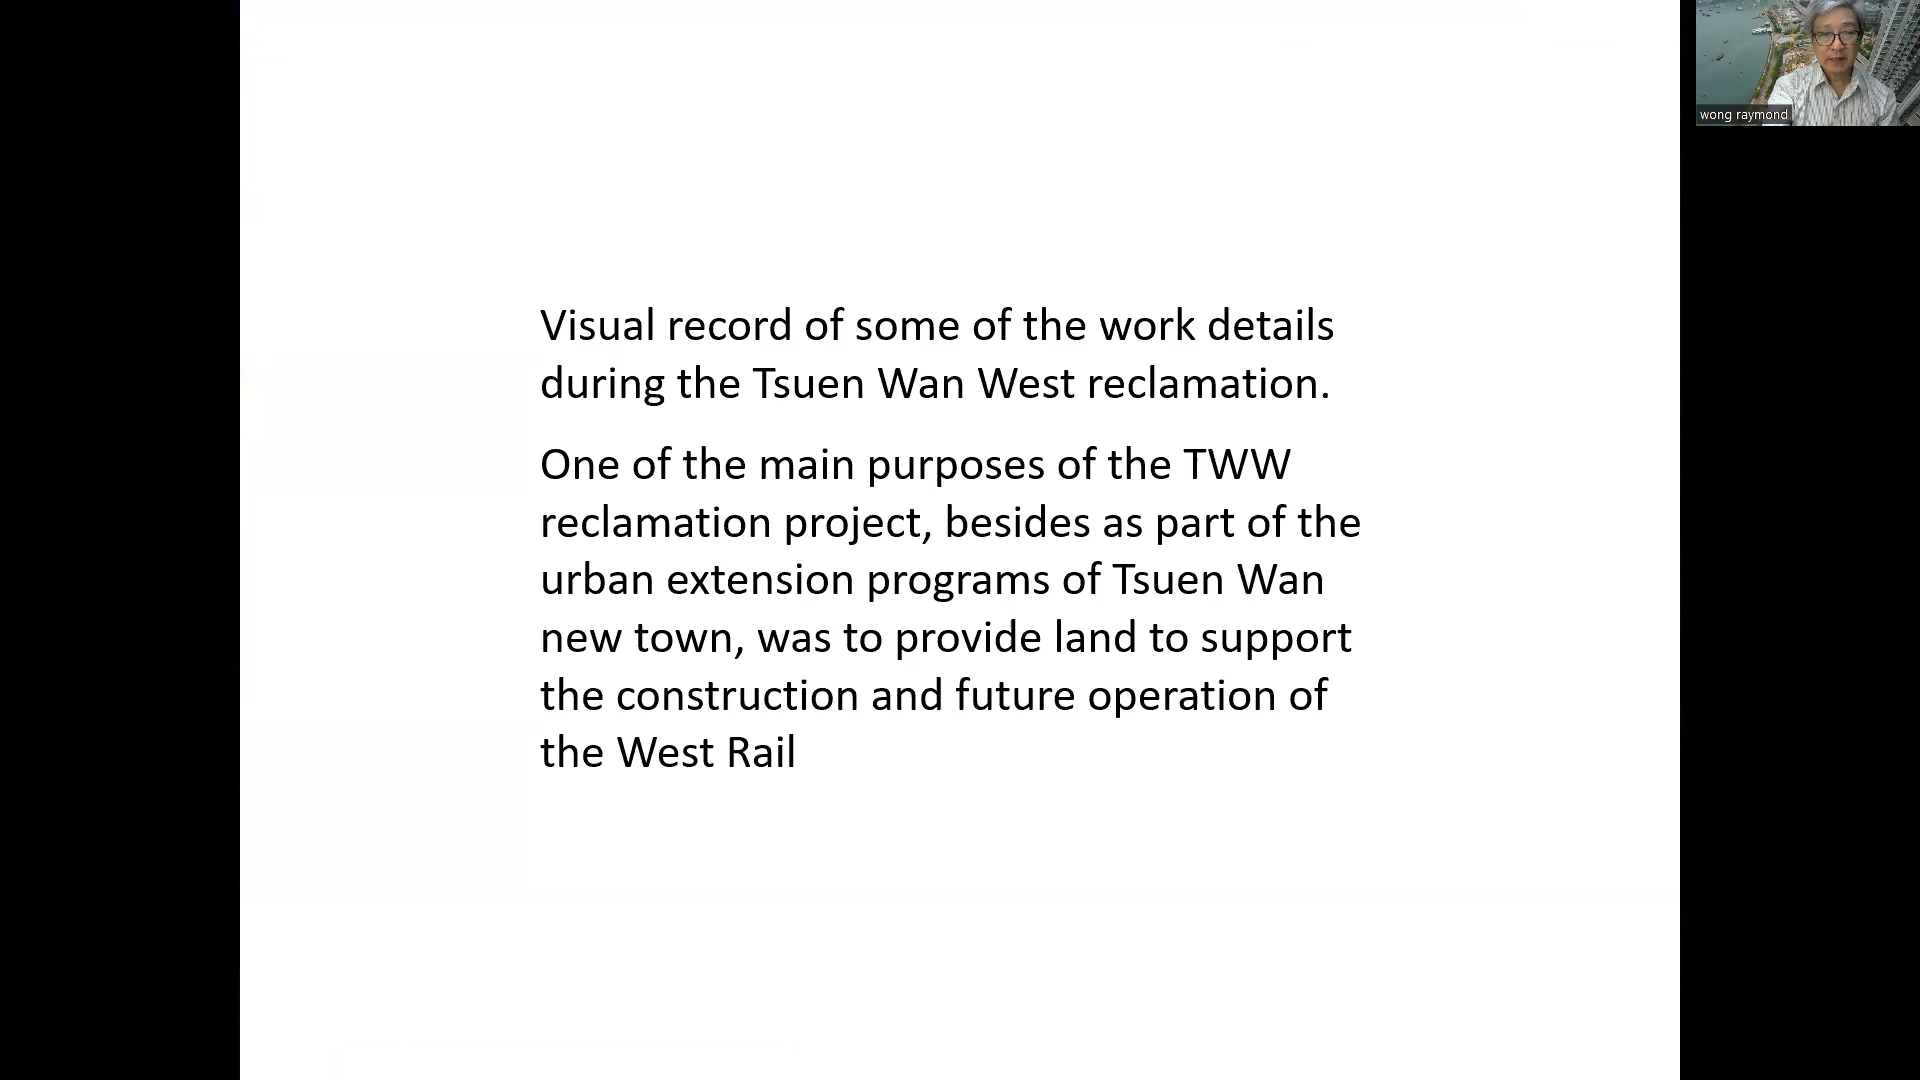 Visual record of some of the work details
during the Tsuen Wan West reclamation.
One of the main purposes of the TWW
reclamation project, besides as part of the
urban extension programs of Tsuen Wan
new town, was to provide land to support
the construction and future operation of
the West Rail
wong raymond